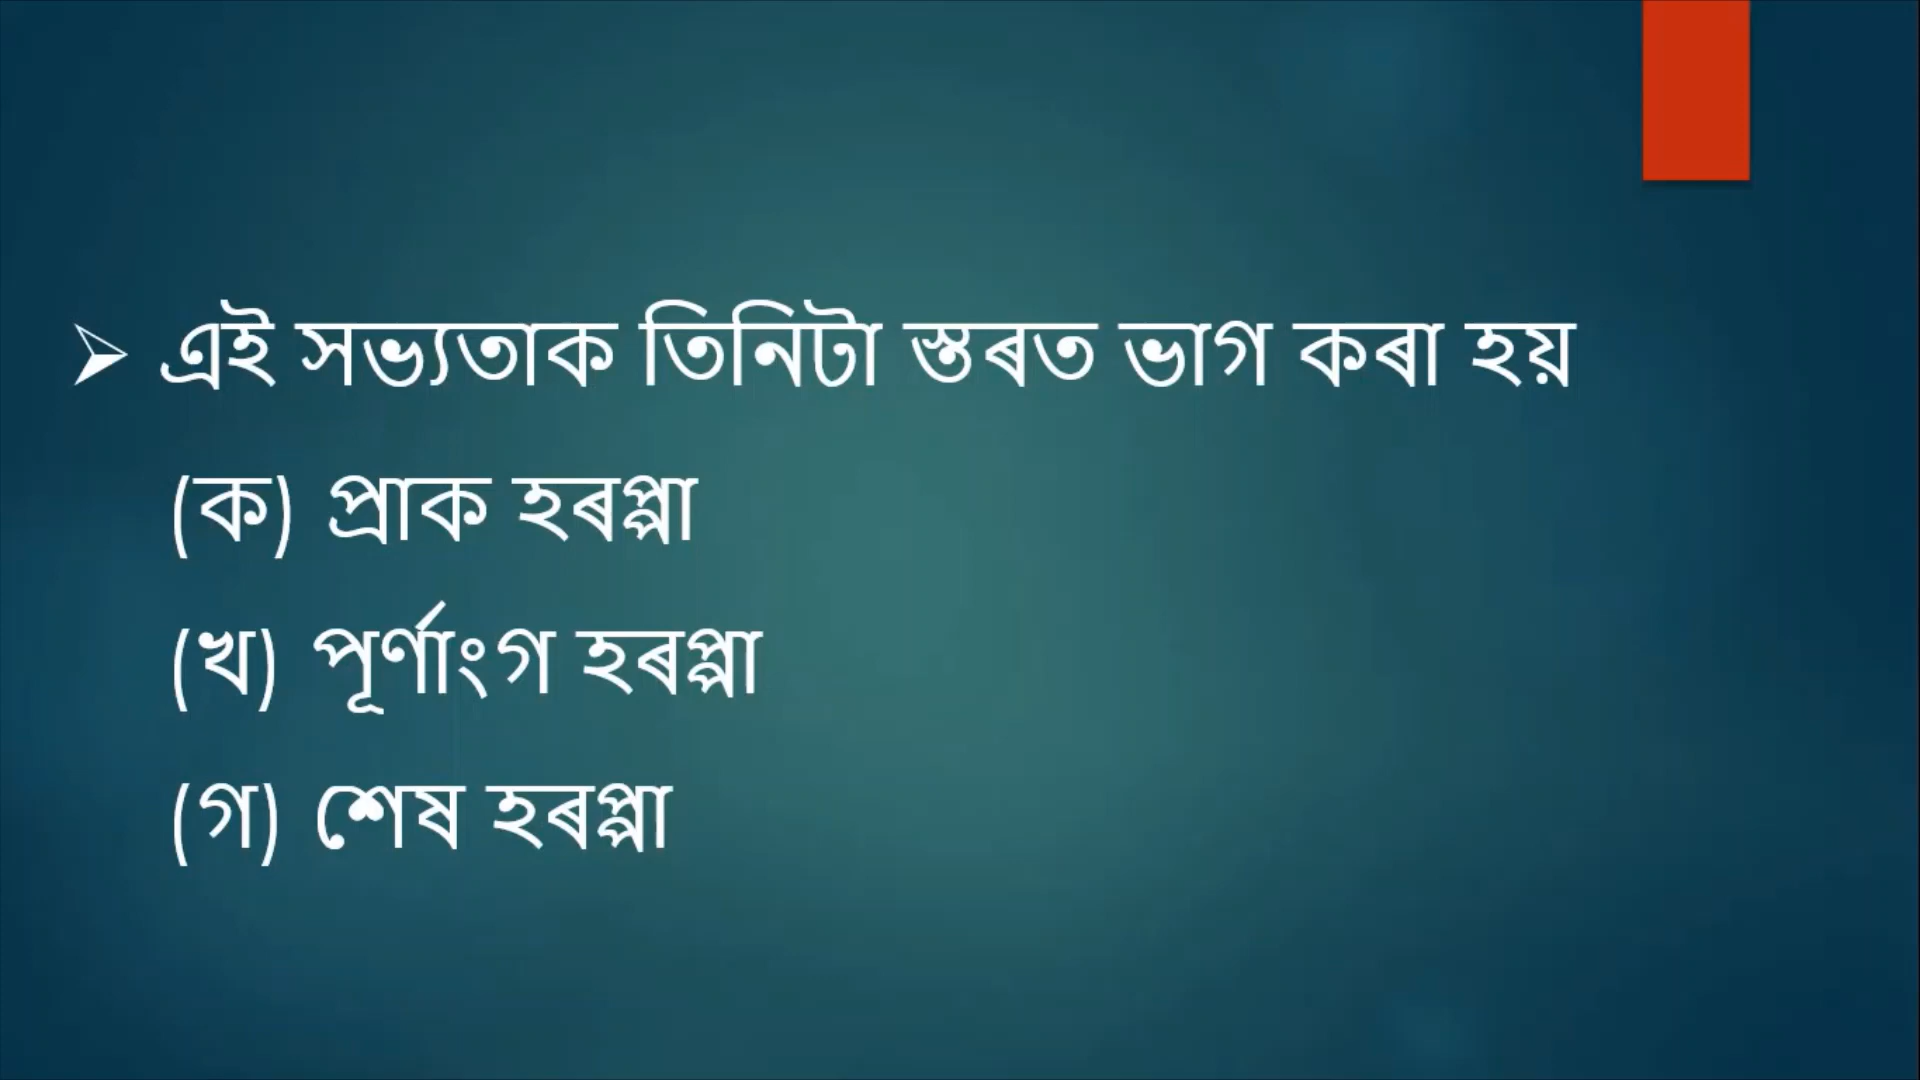 ➢ এই সভ্যতাক তিনিটা স্তৰত ভাগ কৰা হয়
(ক) প্ৰাক হৰপ্পা
(খ) পূৰ্ণাংগ হৰপ্পা
(গ) শেষ হৰপ্পা